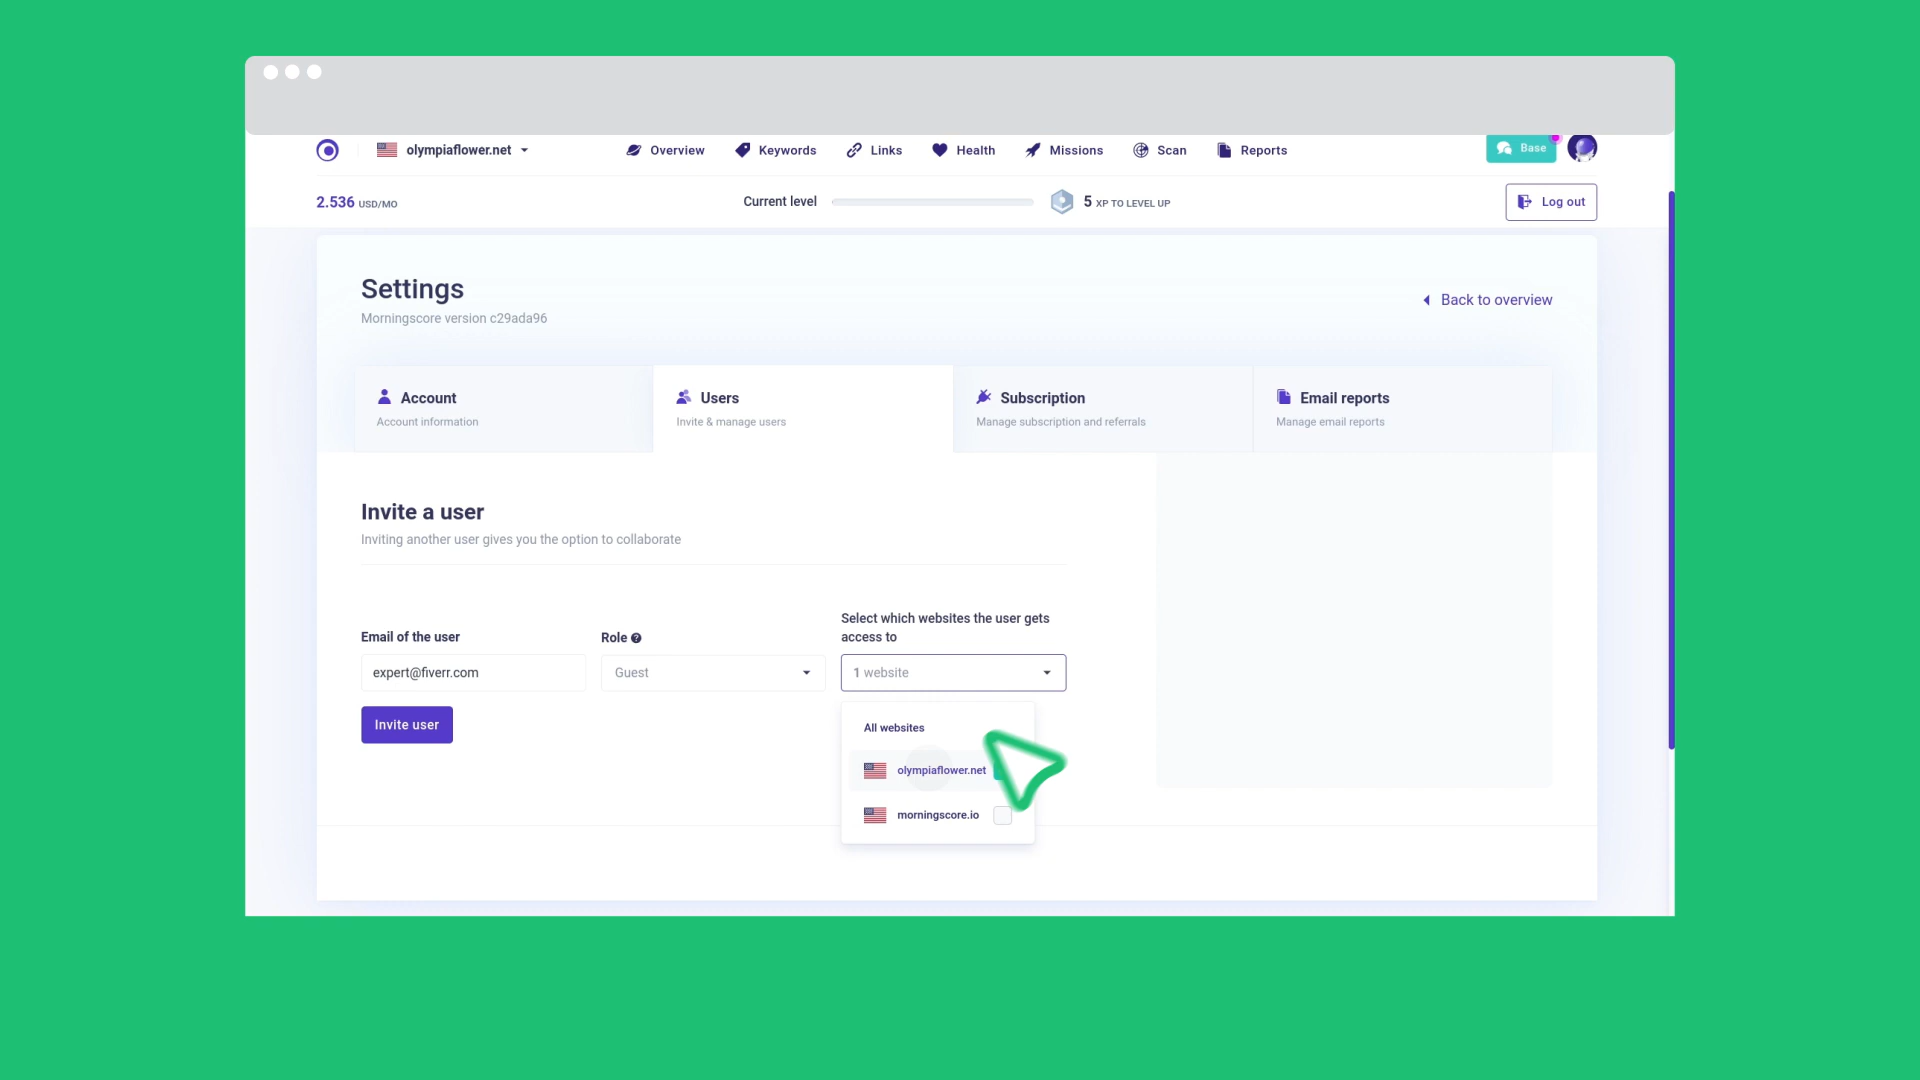 olympiaflower.net
Overview
Keywords
Links
Health
Missions
Scan
Reports
Base
2.536 USD/MO
Current level
5 XP TO LEVEL UP
Log out
Settings
Morningscore version c29ada96
Back to overview
Account
Account information
Users
Invite & manage users
Subscription
Manage subscription and referrals
Email reports
Manage email reports
Invite a user
Inviting another user gives you the option to collaborate
Email of the user
expert@fiverr.com
Role
Guest
Select which websites the user gets
access to
1 website
Invite user
All websites
olympiaflower.net
morningscore.io